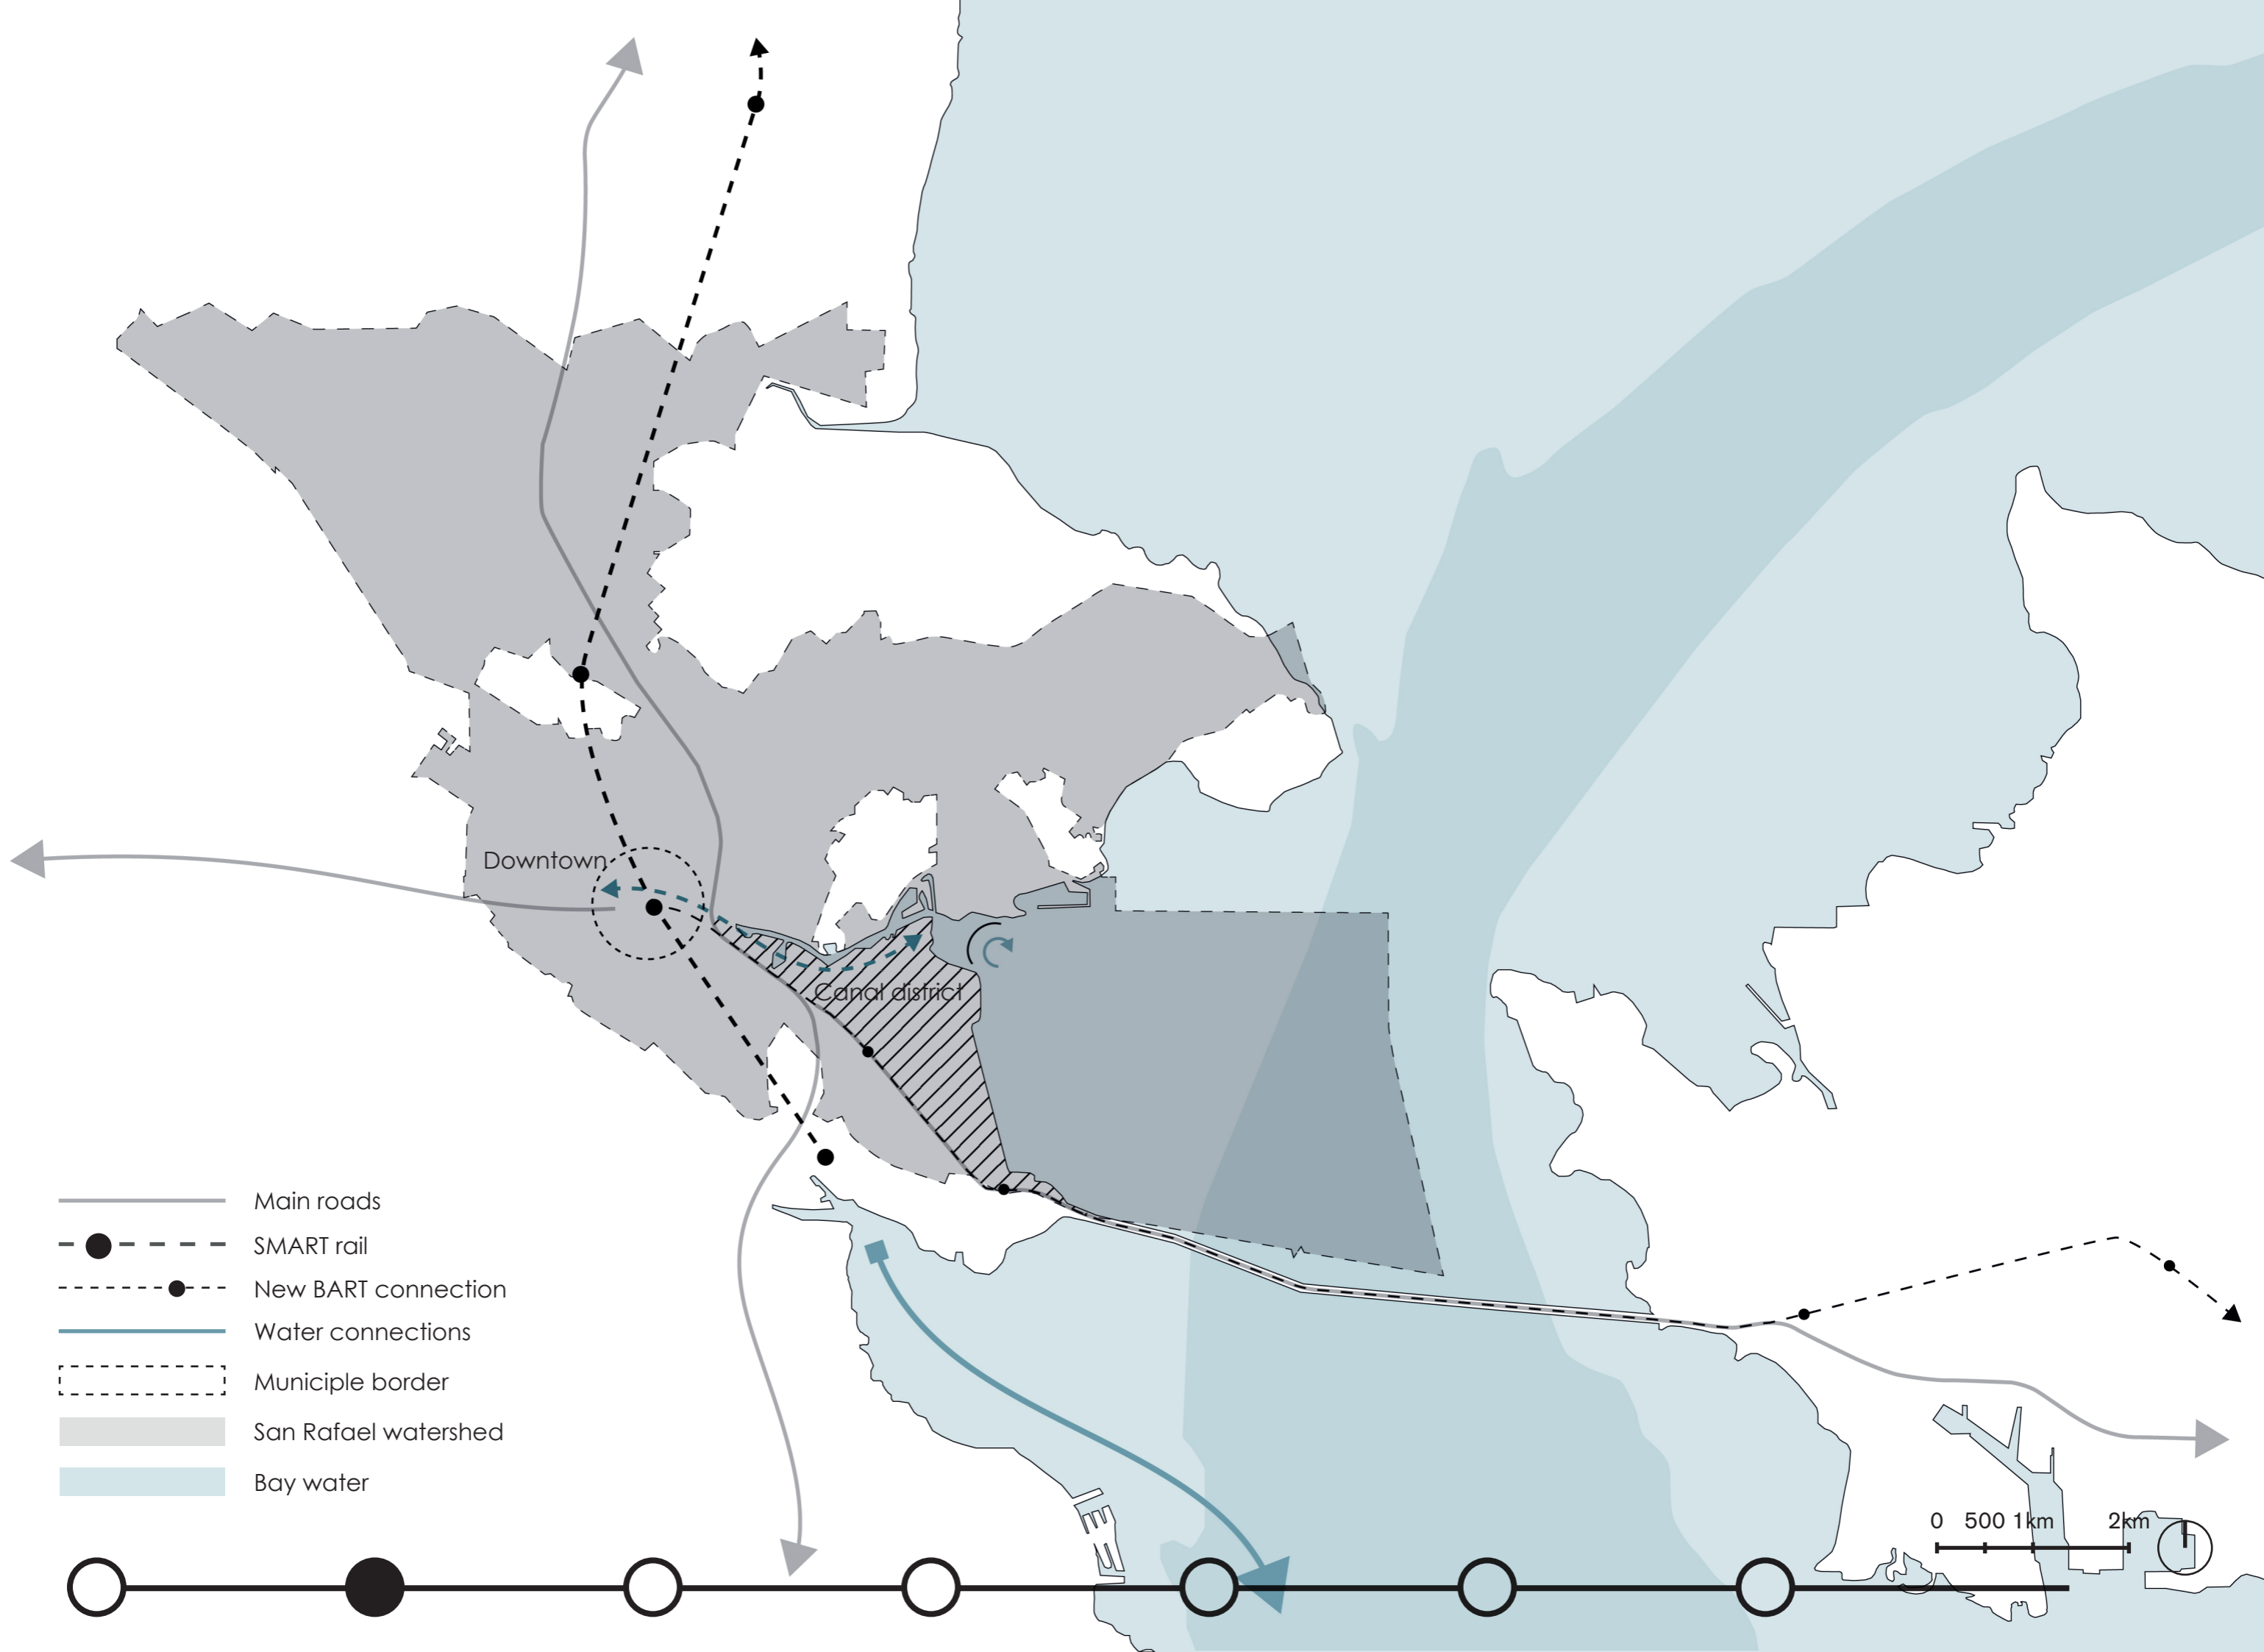 Downtown
Canal district
Main roads
SMART rail
New BART connection
Water connections
Municiple border
San Rafael watershed
Bay water
0 500 1km 2km